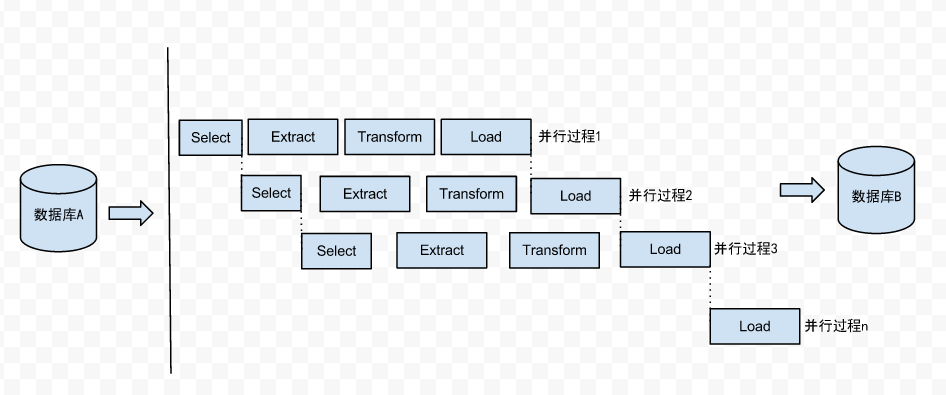 Select Extract Transform Load 并行过程1
Select Extract Transform Load 并行过程2
数据库A
数据库B
Select Extract Transform Load 并行过程3
Load 并行过程n